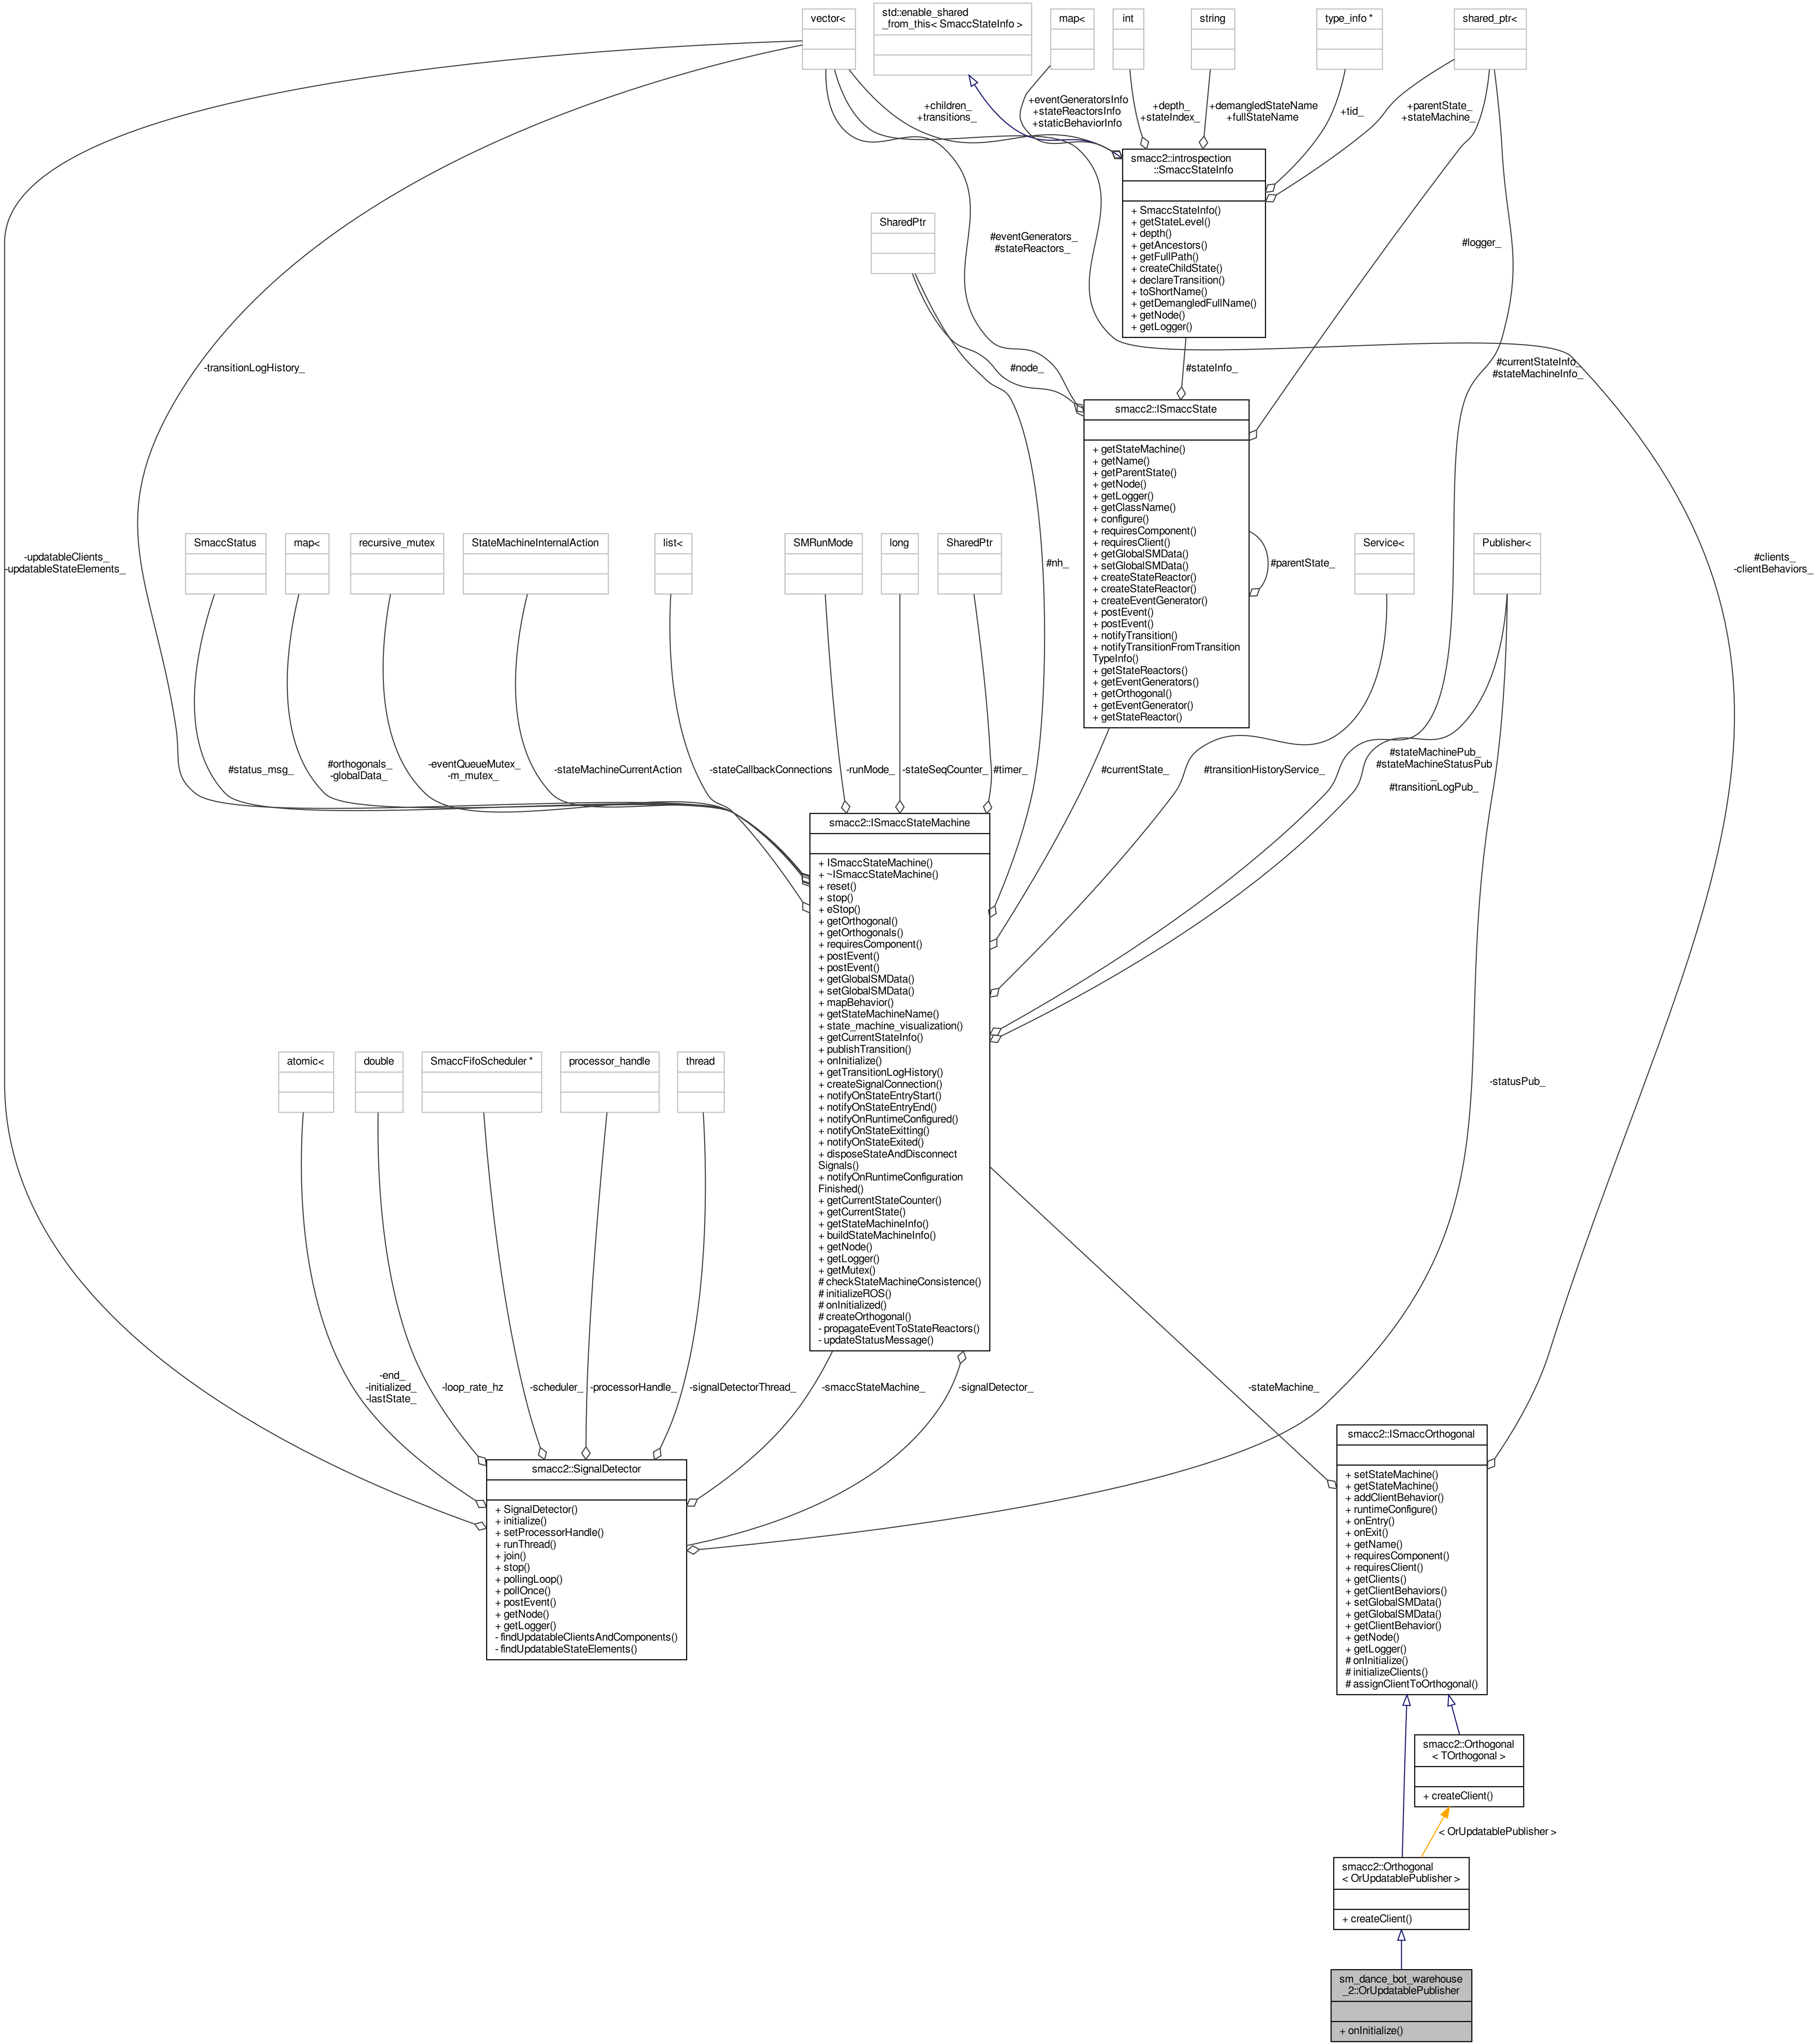 vector<
std::enable_shared
_from_this< SmaccStateInfo >
map<
int
string
type_info *
shared_ptr<
+children_
+transitions_
+eventGeneratorsInfo
+stateReactorsInfo
+staticBehaviorInfo
+depth_
+stateIndex_
+demangledStateName
+fullStateName
+tid_
+parentState_
+stateMachine_
smacc2::introspection
::SmaccStateInfo
+ SmaccStateInfo()
+ getStateLevel()
+ depth()
+ getAncestors()
+ getFullPath()
+ createChildState()
+ declareTransition()
+ toShortName()
+ getDemangledFullName()
+ getNode()
+ getLogger()
SharedPtr
#eventGenerators_
#stateReactors_
#logger_
-transitionLogHistory_
#node_
#stateInfo_
#currentStateInfo_
#stateMachineInfo_
smacc2::ISmaccState
+ getStateMachine()
+ getName()
+ getParentState()
+ getNode()
+ getLogger()
+ getClassName()
+ configure()
+ requiresComponent()
+ requiresClient()
+ getGlobalSMData()
+ setGlobalSMData()
+ createStateReactor()
+ createStateReactor()
+ createEventGenerator()
+ postEvent()
+ postEvent()
+ notifyTransition()
+ notifyTransitionFromTransition
TypeInfo()
+ getStateReactors()
+ getEventGenerators()
+ getOrthogonal()
+ getEventGenerator()
+ getStateReactor()
#parentState_
-updatableClients_
-updatableStateElements_
SmaccStatus
map<
recursive_mutex
StateMachineInternalAction
list<
SMRunMode
long
SharedPtr
#nh_
Service<
Publisher<
#clients_
-clientBehaviors_
#status_msg_
#orthogonals_
-globalData_
-eventQueueMutex_
-m_mutex_
-stateMachineCurrentAction
-stateCallbackConnections
-runMode_
-stateSeqCounter_
#timer_
#currentState_
#transitionHistoryService_
#stateMachinePub_
#stateMachineStatusPub
_
#transitionLogPub_
smacc2::ISmaccStateMachine
+ ISmaccStateMachine()
+ ~ISmaccStateMachine()
+ reset()
+ stop()
+ eStop()
+ getOrthogonal()
+ getOrthogonals()
+ requiresComponent()
+ postEvent()
+ postEvent()
+ getGlobalSMData()
+ setGlobalSMData()
+ mapBehavior()
+ getStateMachineName()
+ state_machine_visualization()
+ getCurrentStateInfo()
+ publishTransition()
+ onInitialize()
+ getTransitionLogHistory()
+ createSignalConnection()
+ notifyOnStateEntryStart()
+ notifyOnStateEntryEnd()
+ notifyOnRuntimeConfigured()
+ notifyOnStateExitting()
+ notifyOnStateExited()
+ disposeStateAndDisconnect
Signals()
+ notifyOnRuntimeConfiguration
Finished()
+ getCurrentStateCounter()
+ getCurrentState()
+ getStateMachineInfo()
+ buildStateMachineInfo()
+ getNode()
+ getLogger()
+ getMutex()
# checkStateMachineConsistence()
# initializeROS()
# onInitialized()
# createOrthogonal()
- propagateEventToStateReactors()
- updateStatusMessage()
atomic<
double
SmaccFifoScheduler *
processor_handle
thread
-statusPub_
-end_
-initialized_
-lastState_
-loop_rate_hz
-scheduler_
-processorHandle_
-signalDetectorThread_
-smaccStateMachine_
-signalDetector_
-stateMachine_
smacc2::SignalDetector
+ SignalDetector()
+ initialize()
+ setProcessorHandle()
+ runThread()
+ join()
+ stop()
+ pollingLoop()
+ pollOnce()
+ postEvent()
+ getNode()
+ getLogger()
- findUpdatableClientsAndComponents()
- findUpdatableStateElements()
smacc2::ISmaccOrthogonal
+ setStateMachine()
+ getStateMachine()
+ addClientBehavior()
+ runtimeConfigure()
+ onEntry()
+ onExit()
+ getName()
+ requiresComponent()
+ requiresClient()
+ getClients()
+ getClientBehaviors()
+ setGlobalSMData()
+ getGlobalSMData()
+ getClientBehavior()
+ getNode()
+ getLogger()
# onInitialize()
# initializeClients()
# assignClientToOrthogonal()
smacc2::Orthogonal
< TOrthogonal >
+ createClient()
< OrUpdatablePublisher >
smacc2::Orthogonal
< OrUpdatablePublisher >
+ createClient()
sm_dance_bot_warehouse
_2::OrUpdatablePublisher
+ onInitialize()